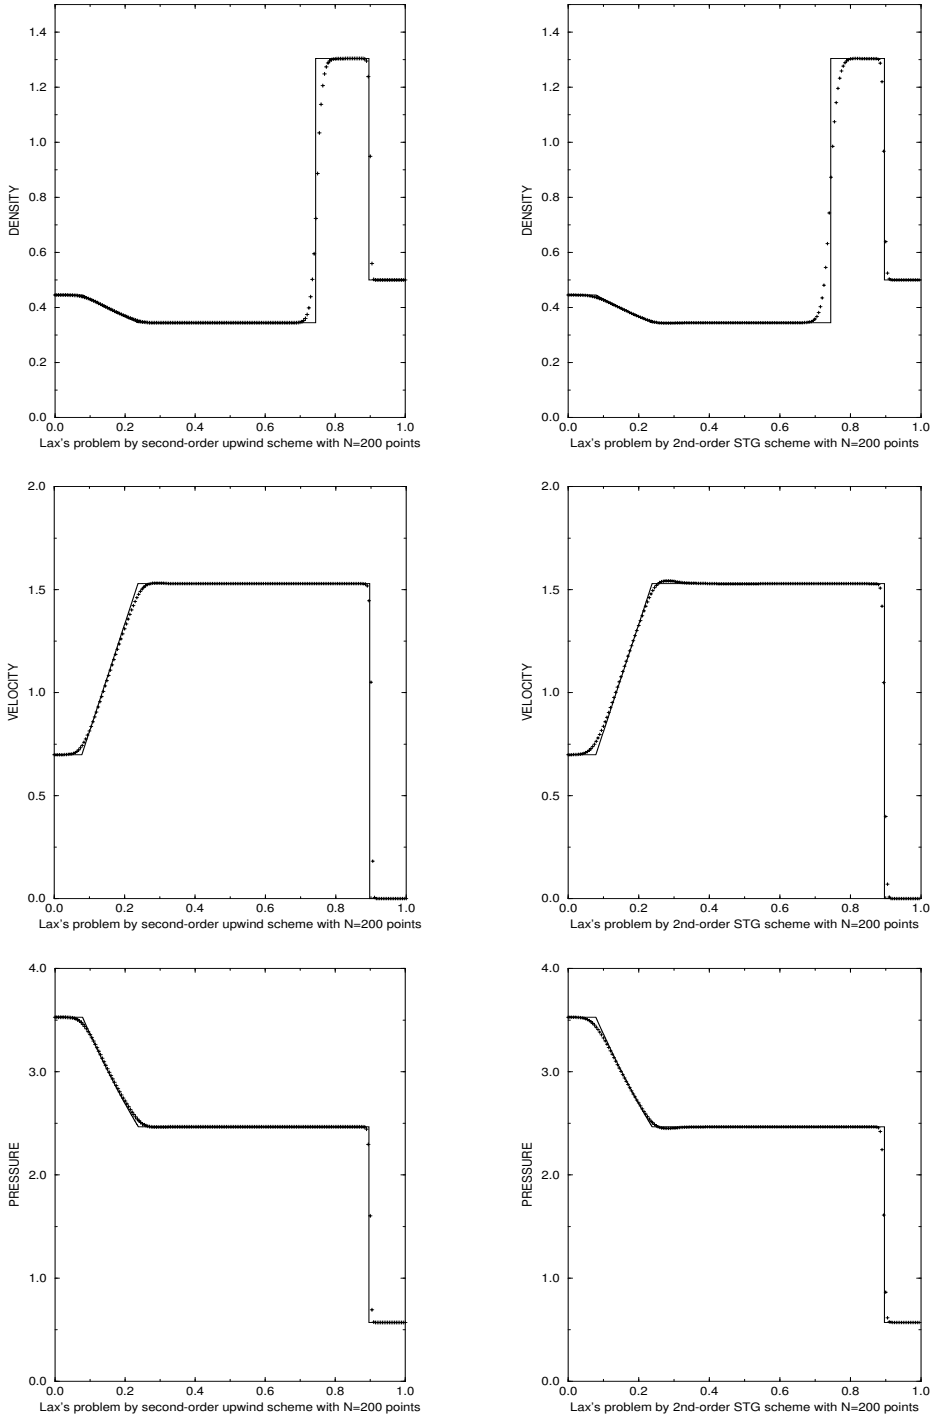 1.4
1.2
1.0
0.8
0.6
0.4
0.2
0.0
DENSITY
0.0 0.2 0.4 0.6 0.8 1.0
Lax's problem by second-order upwind scheme with N=200 points
1.4
1.2
1.0
0.8
0.6
0.4
0.2
0.0
DENSITY
0.0 0.2 0.4 0.6 0.8 1.0
Lax's problem by 2nd-order STG scheme with N=200 points
2.0
1.5
1.0
0.5
0.0
VELOCITY
0.0 0.2 0.4 0.6 0.8 1.0
Lax's problem by second-order upwind scheme with N=200 points
2.0
1.5
1.0
0.5
0.0
VELOCITY
0.0 0.2 0.4 0.6 0.8 1.0
Lax's problem by 2nd-order STG scheme with N=200 points
4.0
3.0
2.0
1.0
0.0
PRESSURE
0.0 0.2 0.4 0.6 0.8 1.0
Lax's problem by second-order upwind scheme with N=200 points
4.0
3.0
2.0
1.0
0.0
PRESSURE
0.0 0.2 0.4 0.6 0.8 1.0
Lax's problem by 2nd-order STG scheme with N=200 points